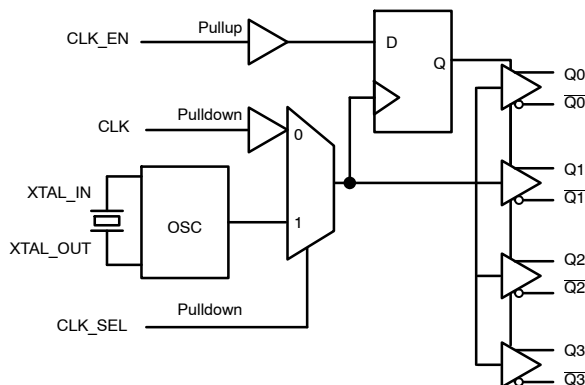 CLK_EN
Pullup
D
Q
Q0
Q0
CLK
Pulldown
0
Q1
Q1
XTAL_IN
OSC
1
XTAL_OUT
Q2
Q2
CLK_SEL
Pulldown
Q3
Q3